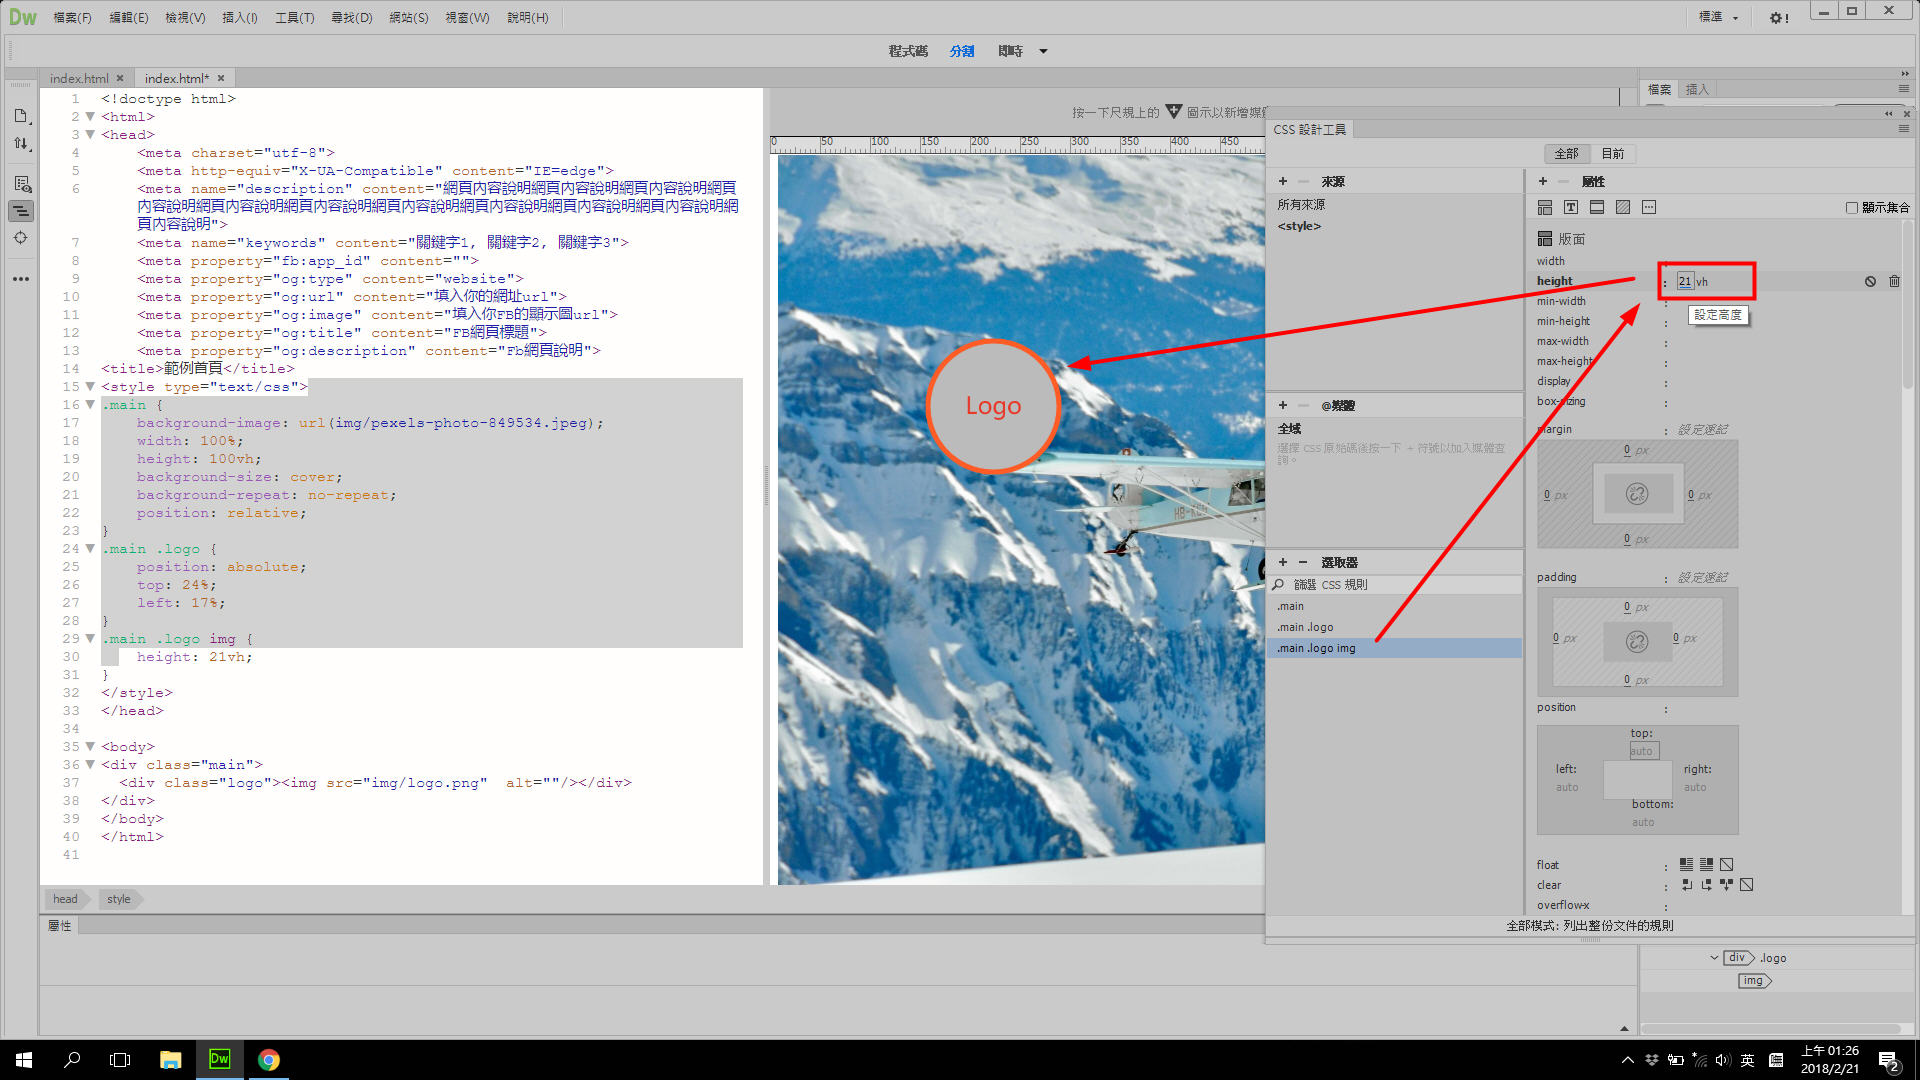 Dw 檔案(F) 編輯(E) 檢視(V) 插入(I) 工具(T) 尋找(D) 網站(S) 視窗(W) 說明(H) 標準
程式碼 分割 即時
index.html × index.html* ×
檔案 插入
1 <!doctype html>
2 <html>
3 <head>
4 <meta charset="utf-8">
5 <meta http-equiv="X-UA-Compatible" content="IE=edge">
6 <meta name="description" content="網頁內容說明網頁內容說明網頁內容說明網頁
內容說明網頁內容說明網頁內容說明網頁內容說明網頁內容說明網頁內容說明網頁內容說明網
頁內容說明">
7 <meta name="keywords" content="關鍵字1, 關鍵字2, 關鍵字3">
8 <meta property="fb:app_id" content="">
9 <meta property="og:type" content="website">
10 <meta property="og:url" content="填入你的網址url">
11 <meta property="og:image" content="填入你FB的顯示圖url">
12 <meta property="og:title" content="FB網頁標題">
13 <meta property="og:description" content="Fb網頁說明">
14 <title>範例首頁</title>
15 <style type="text/css">
16 .main {
17 background-image: url(img/pexels-photo-849534.jpeg);
18 width: 100%;
19 height: 100vh;
20 background-size: cover;
21 background-repeat: no-repeat;
22 position: relative;
23 }
24 .main .logo {
25 position: absolute;
26 top: 24%;
27 left: 17%;
28 }
29 .main .logo img {
30 height: 21vh;
31 }
32 </style>
33 </head>
34
35 <body>
36 <div class="main">
37 <div class="logo"><img src="img/logo.png" alt=""/></div>
38 </div>
39 </body>
40 </html>
41
head style
屬性
按一下尺規上的 圖示以新增媒
0 50 100 150 200 250 300 350 400 450
Logo
CSS 設計工具
全部 目前
+ − 來源
所有來源
<style>
+ − @媒體
全域
選擇 CSS 原始碼後按一下 + 符號以加入媒體查
詢。
+ − 選取器
篩選 CSS 規則
.main
.main .logo
.main .logo img
+ − 屬性
顯示集合
版面
width
height : 21 vh
設定高度
min-width :
min-height :
max-width :
max-height :
display :
box-sizing :
margin : 設定速記
0 px
0 px 0 px
0 px
padding : 設定速記
0 px
0 px 0 px
0 px
position :
top:
auto
left: right:
auto auto
bottom:
auto
float :
clear :
overflow-x :
全部模式: 列出整份文件的規則
div .logo
img
Dw
英
上午 01:26
2018/2/21
2